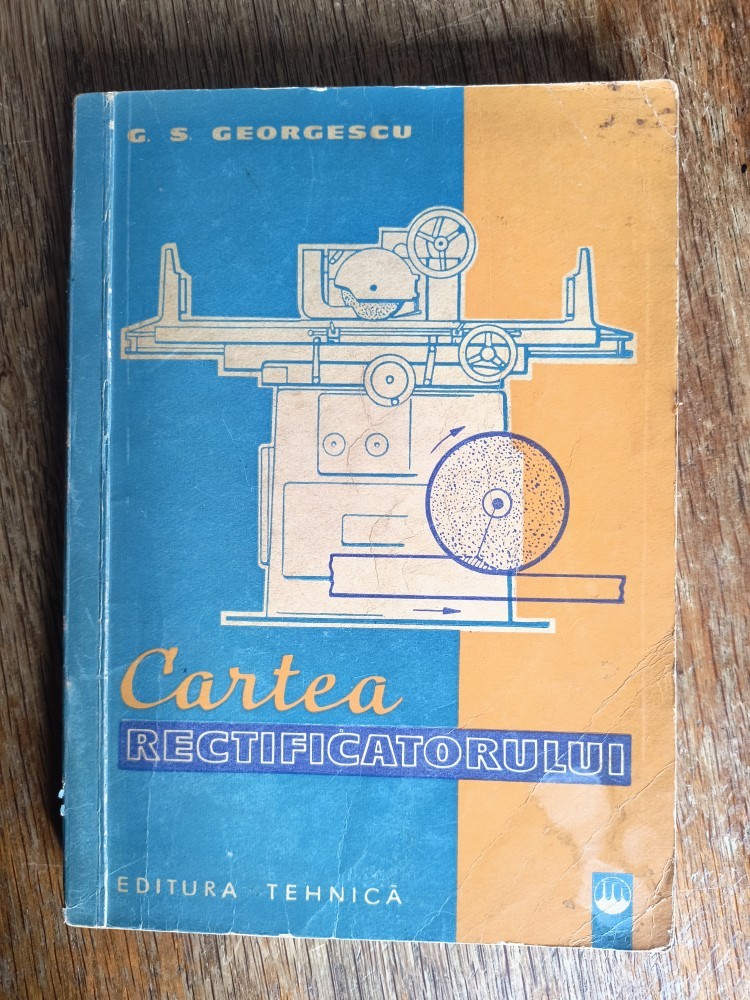 G. S. GEORGESCU
Cartea
RECTIFICATORULUI
EDITURA TEHNICĂ